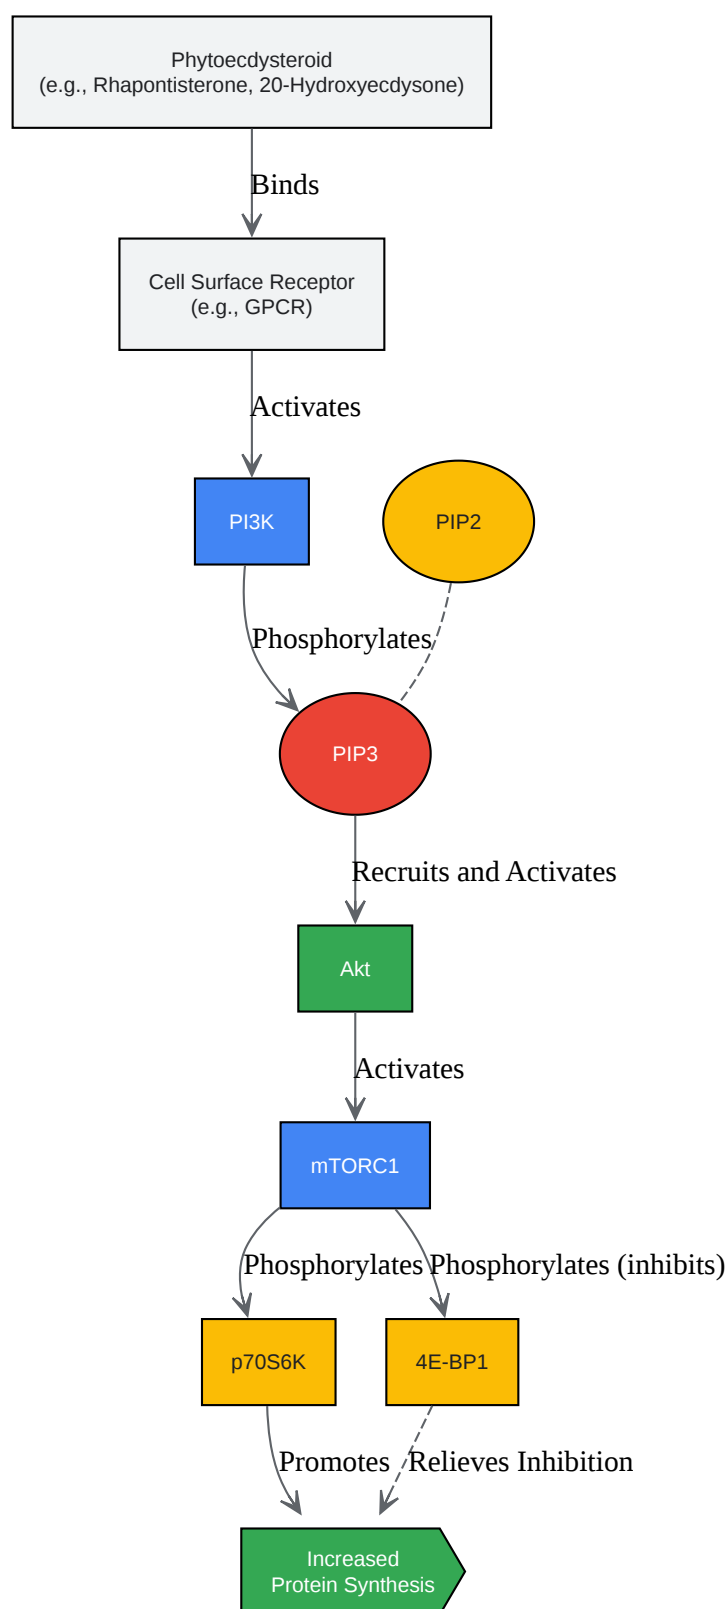 Phytoecdysteroid
(e.g., Rhapontisterone, 20-Hydroxyecdysone)
Binds
Cell Surface Receptor
(e.g., GPCR)
Activates
PI3K
PIP2
Phosphorylates
PIP3
Recruits and Activates
Akt
Activates
mTORC1
Phosphorylates
Phosphorylates (inhibits)
p70S6K
4E-BP1
Promotes
Relieves Inhibition
Increased
Protein Synthesis